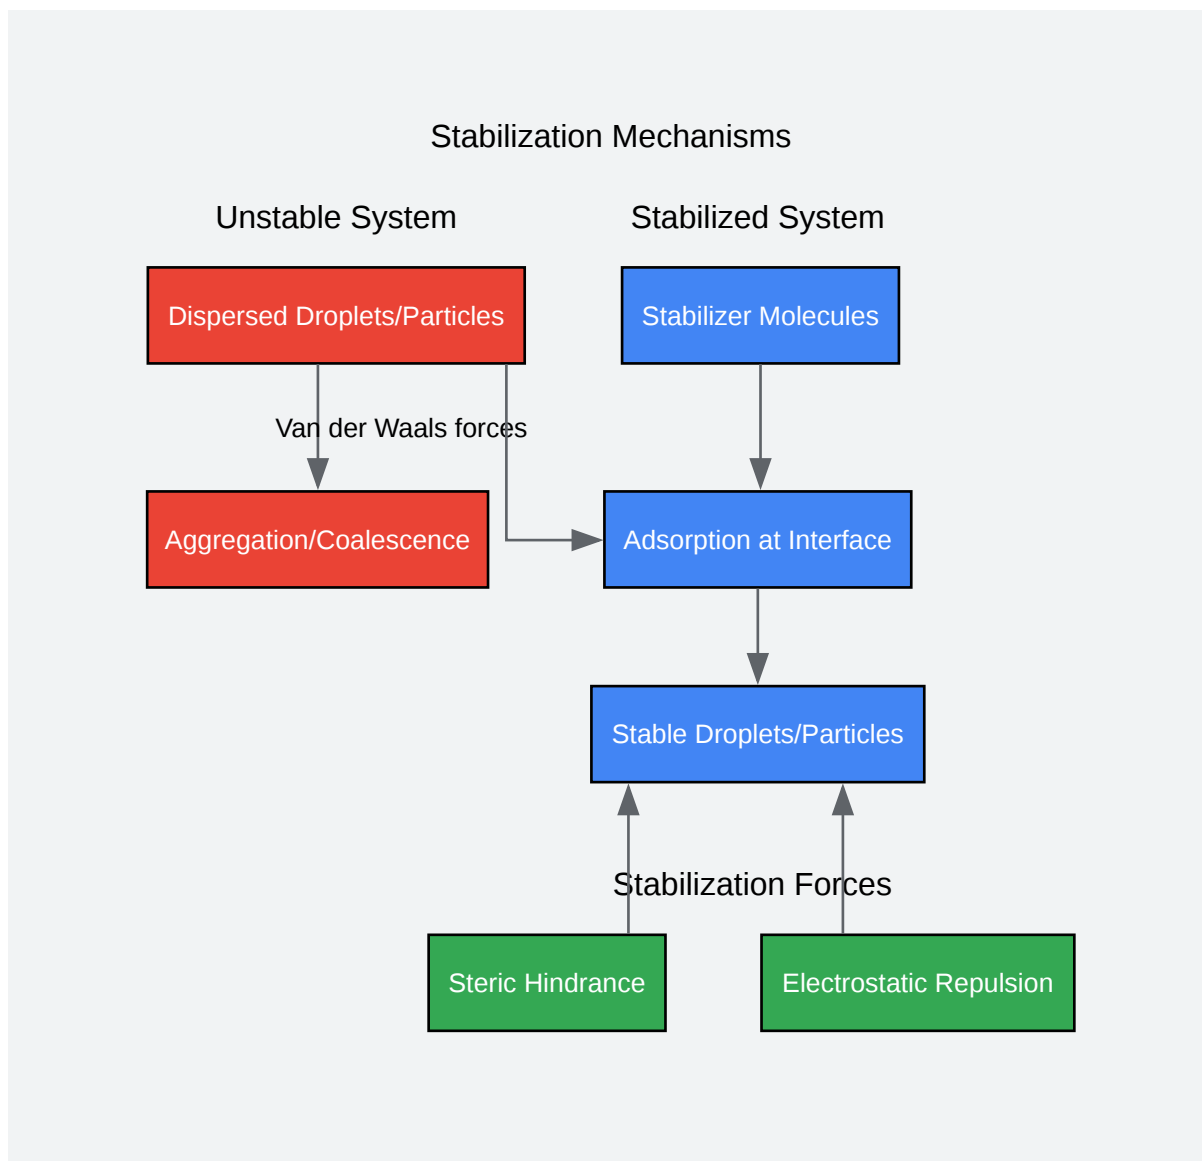 Stabilization Mechanisms
Unstable System
Stabilized System
Dispersed Droplets/Particles
Stabilizer Molecules
Van der Waals forces
Aggregation/Coalescence
Adsorption at Interface
Stable Droplets/Particles
Stabilization Forces
Steric Hindrance
Electrostatic Repulsion